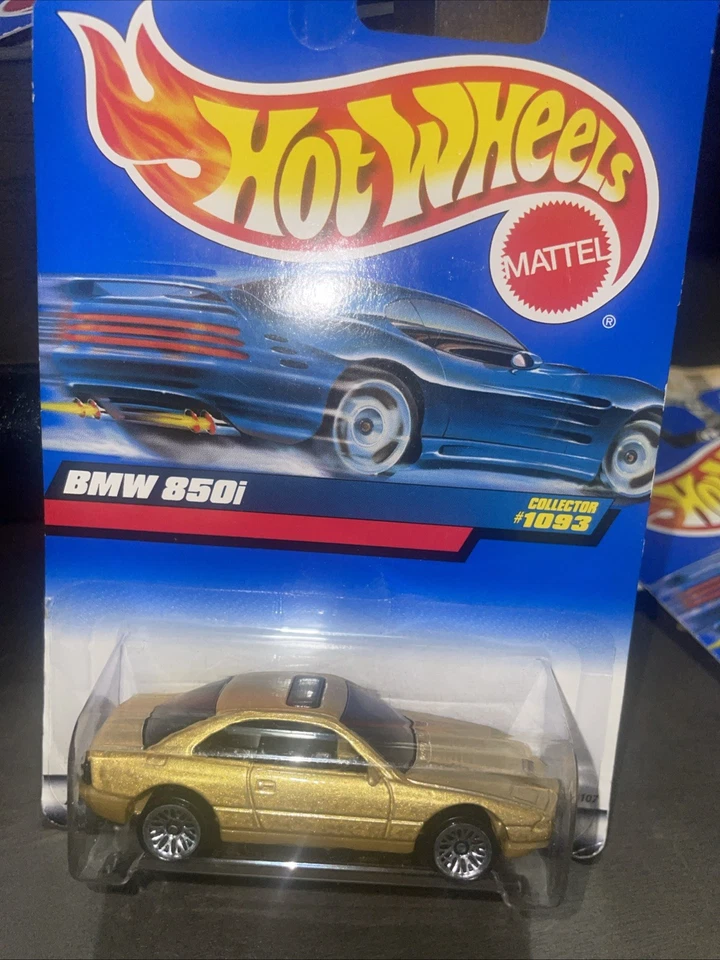 HOT WHEELS
MATTEL
®
BMW 850i
COLLECTOR
#1093